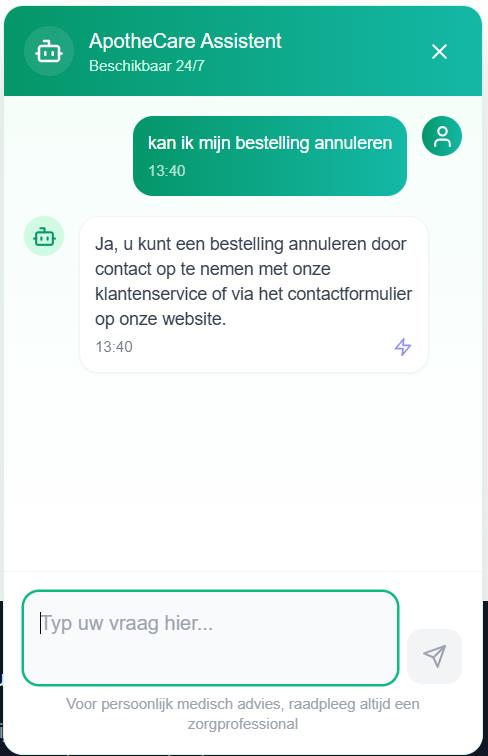 ApotheCare Assistent
Beschikbaar 24/7
kan ik mijn bestelling annuleren
13:40
Ja, u kunt een bestelling annuleren door
contact op te nemen met onze
klantenservice of via het contactformulier
op onze website.
13:40
Typ uw vraag hier...
Voor persoonlijk medisch advies, raadpleeg altijd een
zorgprofessional